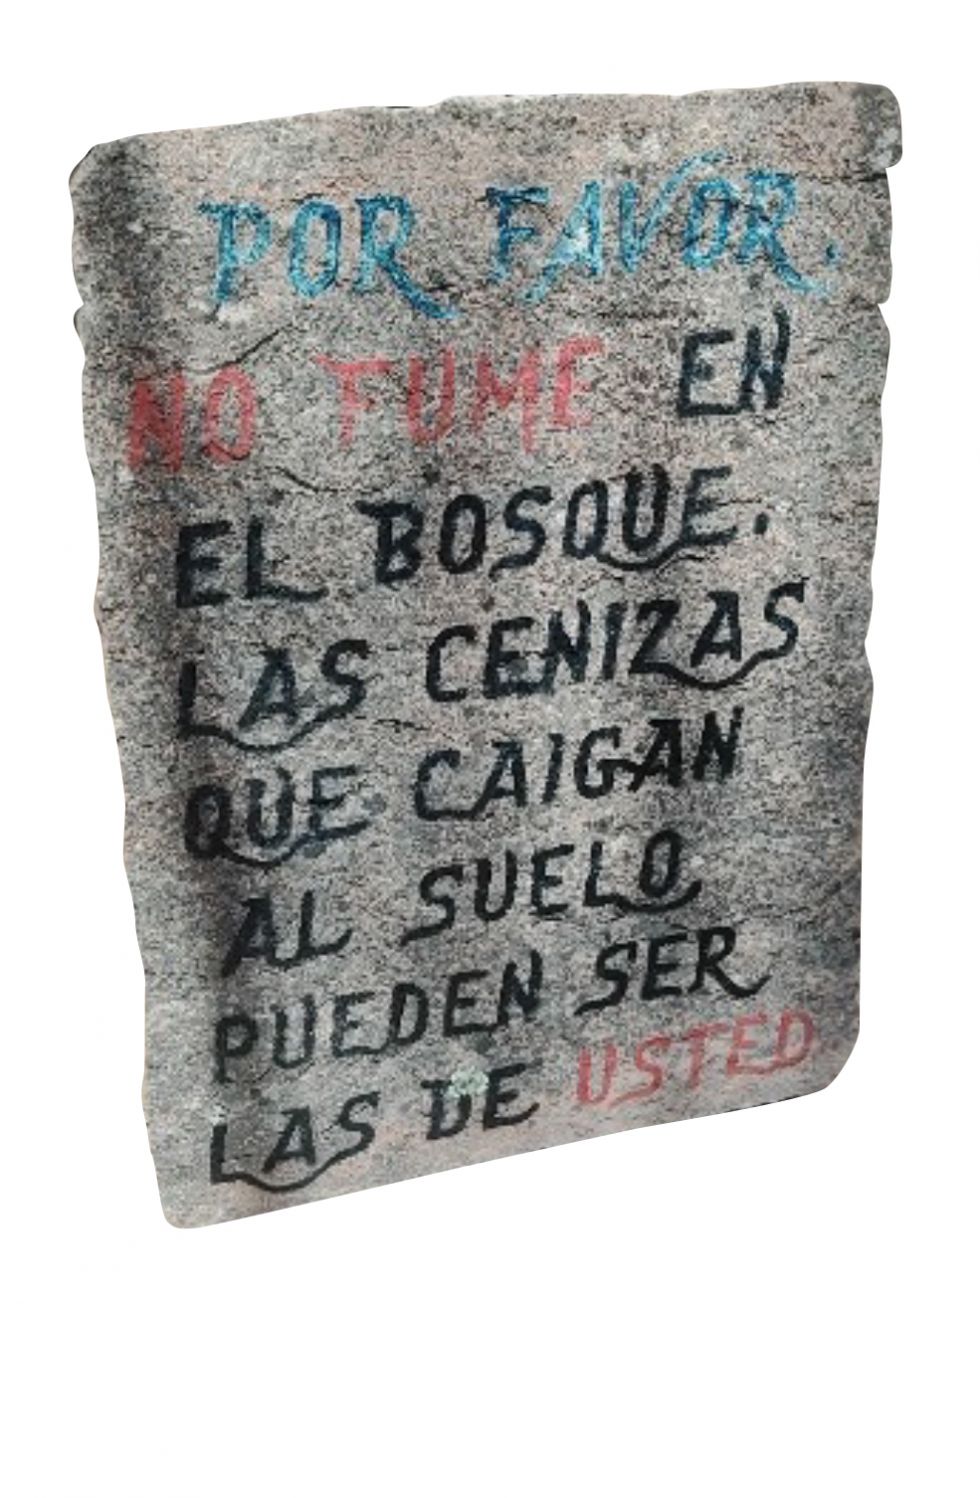 POR FAVOR.
NO FUME EN
EL BOSQUE.
LAS CENIZAS
QUE CAIGAN
AL SUELO
PUEDEN SER
LAS DE USTED